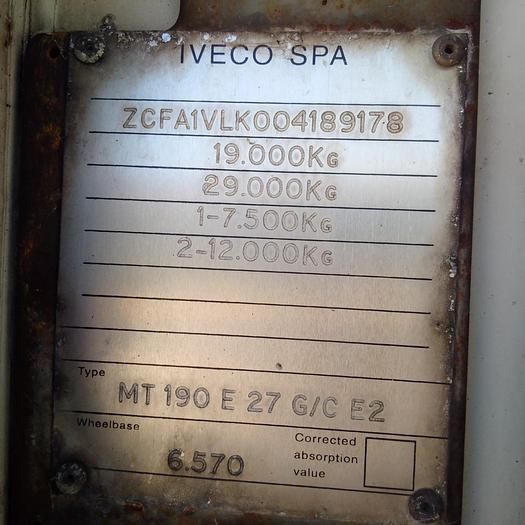 IVECO SPA
ZCFA1VLK004189178
19.000KG
29.000KG
1-7.500KG
2-12.000KG
Type
MT 190 E 27 G/C E2
Wheelbase
6.570
Corrected
absorption
value